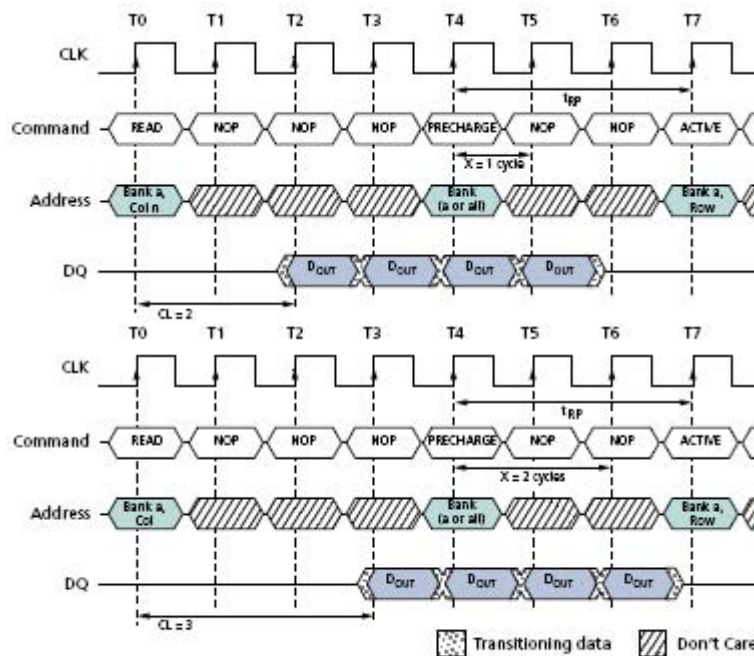 T0 T1 T2 T3 T4 T5 T6 T7
CLK
tRP
Command READ NOP NOP NOP PRECHARGE NOP NOP ACTIVE
X = 1 cycle
Address Bank a, Col n Bank (a or all) Bank a, Row
DQ DOUT DOUT DOUT DOUT
CL = 2
T0 T1 T2 T3 T4 T5 T6 T7
CLK
tRP
Command READ NOP NOP NOP PRECHARGE NOP NOP ACTIVE
X = 2 cycles
Address Bank a, Col Bank (a or all) Bank a, Row
DQ DOUT DOUT DOUT DOUT
CL = 3
Transitioning data Don't Care